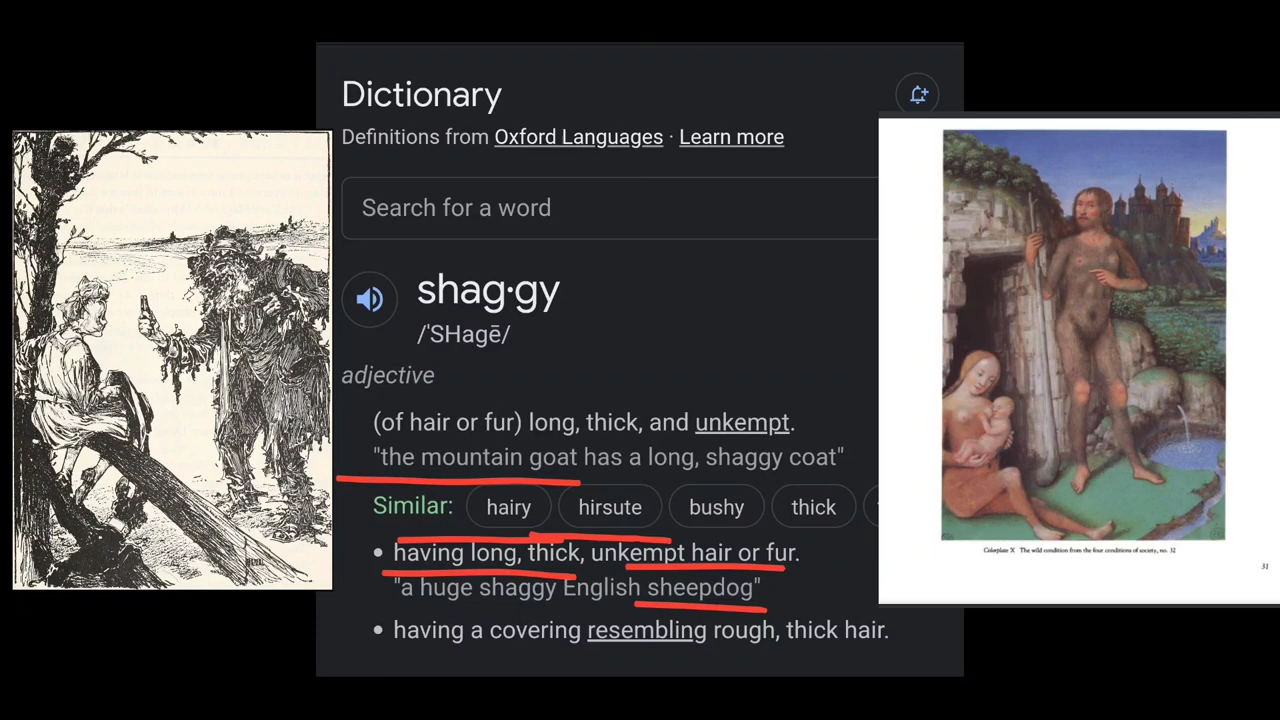 Dictionary
Definitions from Oxford Languages · Learn more
Search for a word
shag·gy
/ˈSHagē/
adjective
(of hair or fur) long, thick, and unkempt.
"the mountain goat has a long, shaggy coat"
Similar: hairy hirsute bushy thick
• having long, thick, unkempt hair or fur.
"a huge shaggy English sheepdog"
• having a covering resembling rough, thick hair.
Colorplate X The wild condition from the four conditions of society, no. 32
31